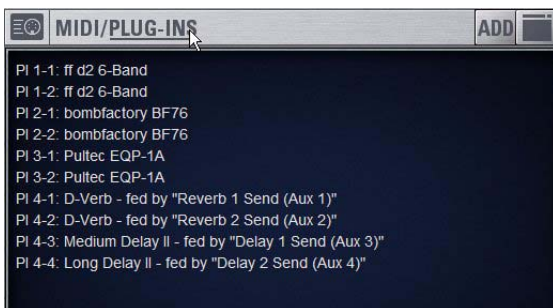 MIDI/PLUG-INS ADD
PI 1-1: ff d2 6-Band
PI 1-2: ff d2 6-Band
PI 2-1: bombfactory BF76
PI 2-2: bombfactory BF76
PI 3-1: Pultec EQP-1A
PI 3-2: Pultec EQP-1A
PI 4-1: D-Verb - fed by "Reverb 1 Send (Aux 1)"
PI 4-2: D-Verb - fed by "Reverb 2 Send (Aux 2)"
PI 4-3: Medium Delay II - fed by "Delay 1 Send (Aux 3)"
PI 4-4: Long Delay II - fed by "Delay 2 Send (Aux 4)"